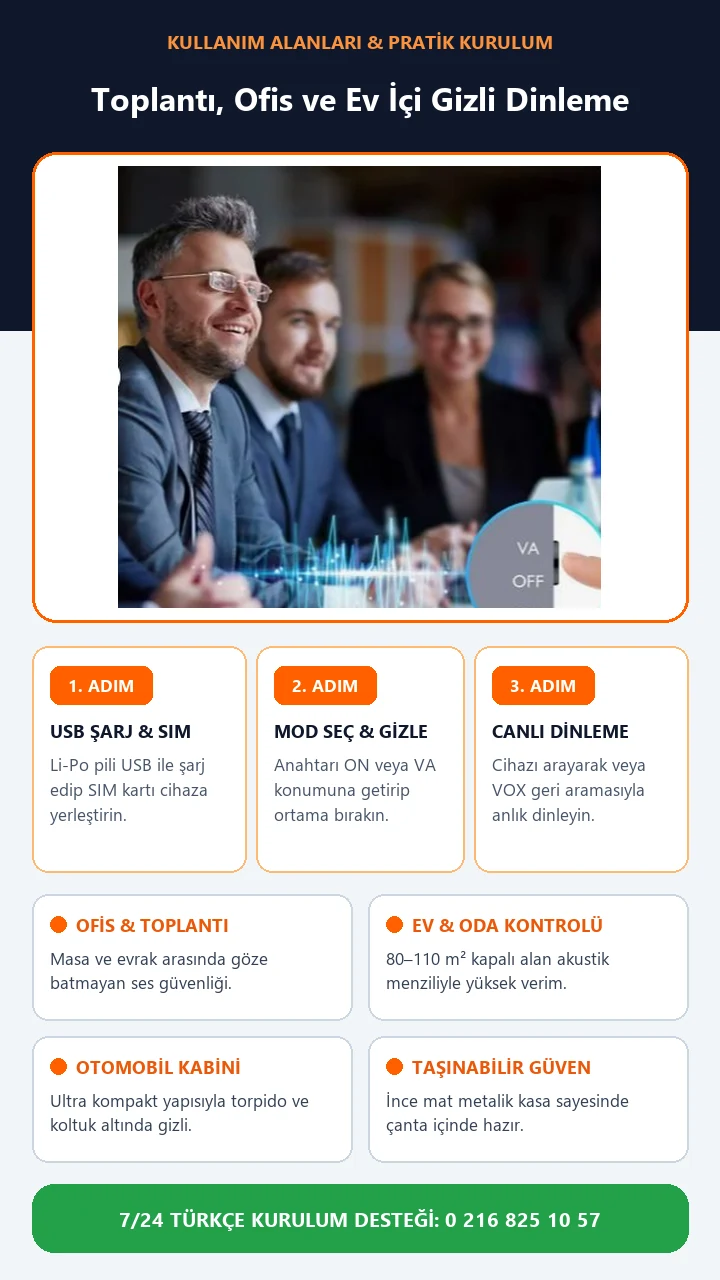 KULLANIM ALANLARI & PRATİK KURULUM
Toplantı, Ofis ve Ev İçi Gizli Dinleme
VA
OFF
1. ADIM
USB ŞARJ & SIM
Li-Po pili USB ile şarj
edip SIM kartı cihaza
yerleştirin.
2. ADIM
MOD SEÇ & GİZLE
Anahtarı ON veya VA
konumuna getirip
ortama bırakın.
3. ADIM
CANLI DİNLEME
Cihazı arayarak veya
VOX geri aramasıyla
anlık dinleyin.
OFİS & TOPLANTI
Masa ve evrak arasında göze
batmayan ses güvenliği.
EV & ODA KONTROLÜ
80–110 m² kapalı alan akustik
menziliyle yüksek verim.
OTOMOBİL KABİNİ
Ultra kompakt yapısıyla torpido ve
koltuk altında gizli.
TAŞINABİLİR GÜVEN
İnce mat metalik kasa sayesinde
çanta içinde hazır.
7/24 TÜRKÇE KURULUM DESTEĞİ: 0 216 825 10 57